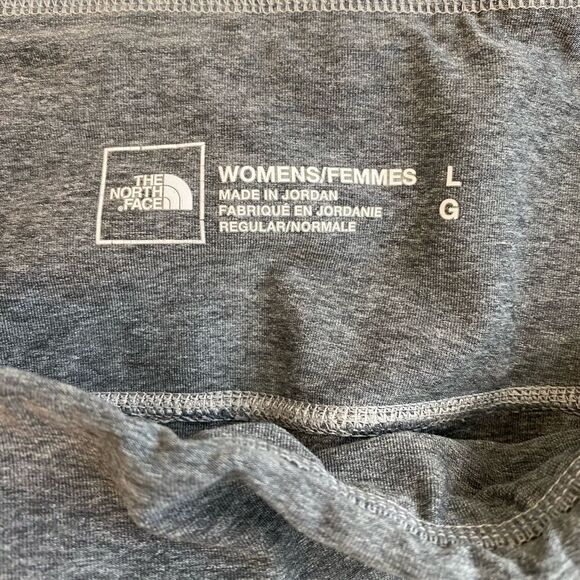 THE
NORTH
FACE
WOMENS/FEMMES L
MADE IN JORDAN G
FABRIQUÉ EN JORDANIE
REGULAR/NORMALE